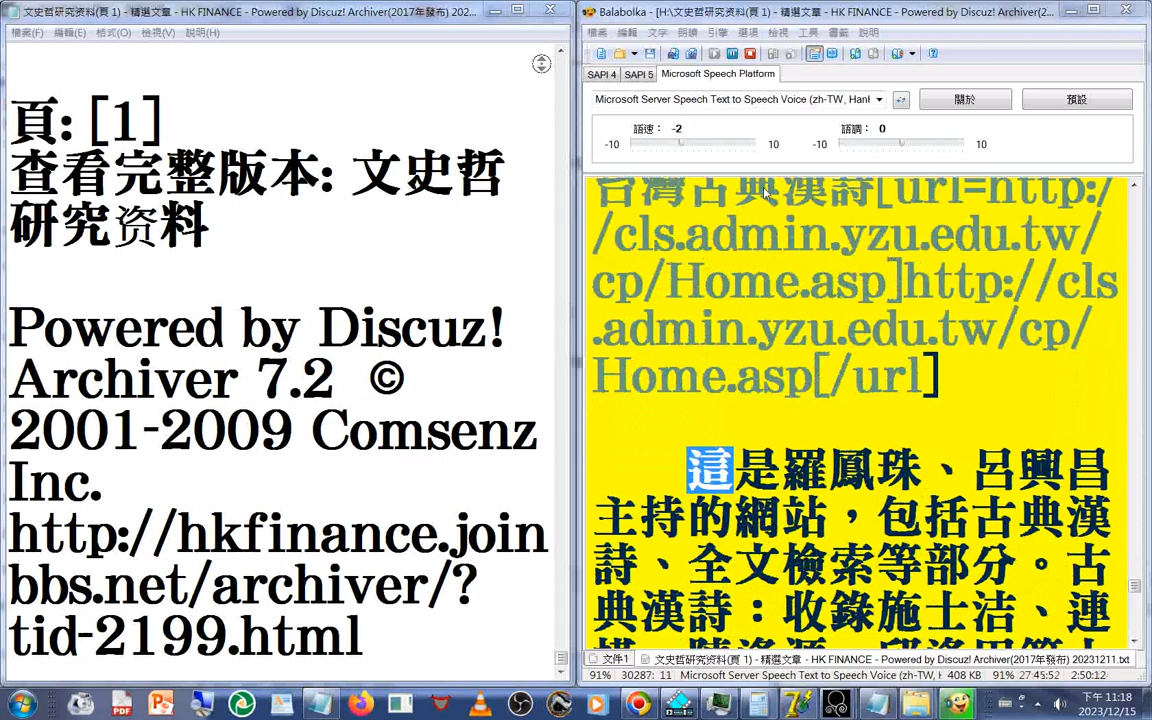 文史哲研究资料(頁 1) - 精選文章 - HK FINANCE - Powered by Discuz! Archiver(2017年發布) 202...
檔案(F) 編輯(E) 格式(O) 檢視(V) 說明(H)
頁: [1]
查看完整版本: 文史哲
研究资料
Powered by Discuz!
Archiver 7.2 ©
2001-2009 Comsenz
Inc.
http://hkfinance.join
bbs.net/archiver/?
tid-2199.html
Balabolka - [H:\文史哲研究资料(頁 1) - 精選文章 - HK FINANCE - Powered by Discuz! Archiver(2...
檔案 編輯 文字 朗讀 引擎 選項 檢視 工具 書籤 說明
SAPI 4 SAPI 5 Microsoft Speech Platform
Microsoft Server Speech Text to Speech Voice (zh-TW, Hanl 關於 預設
語速： -2 語調： 0
-10 10 -10 10
台灣古典漢詩[url=http:/
/cls.admin.yzu.edu.tw/
cp/Home.asp]http://cls
.admin.yzu.edu.tw/cp/
Home.asp[/url]
這是羅鳳珠、呂興昌
主持的網站，包括古典漢
詩、全文檢索等部分。古
典漢詩：收錄施士洁、連
文件1 文史哲研究资料(頁 1) - 精選文章 - HK FINANCE - Powered by Discuz! Archiver(2017年發布) 20231211.txt
91% 30287: 11 Microsoft Server Speech Text to Speech Voice (zh-TW, H 408 KB 91% 27:45:52 2:50:12
下午 11:18
2023/12/15